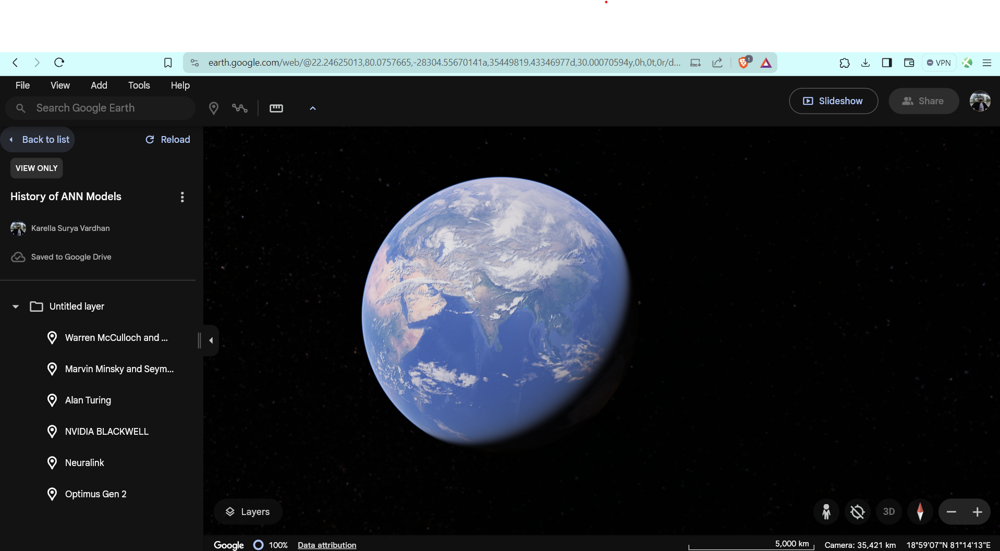 earth.google.com/web/@22.24625013,80.0757665,-28304.55670141a,35449819.43346977d,30.00070594y,0h,0t,0r/d...
1
VPN
File View Add Tools Help
Search Google Earth
Slideshow
Share
Back to list
Reload
VIEW ONLY
History of ANN Models
Karella Surya Vardhan
Saved to Google Drive
Untitled layer
Warren McCulloch and ...
Marvin Minsky and Seym...
Alan Turing
NVIDIA BLACKWELL
Neuralink
Optimus Gen 2
Layers
3D
Google 100% Data attribution
5,000 km Camera: 35,421 km 18°59'07"N 81°14'13"E